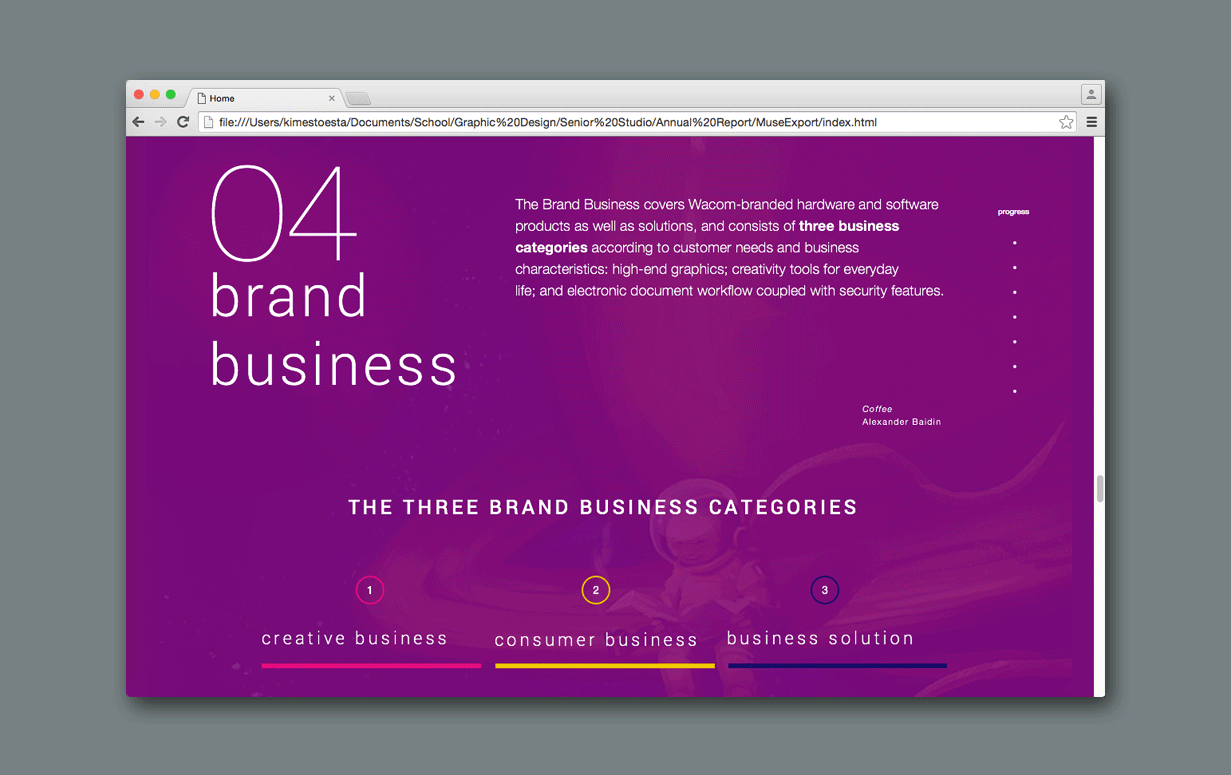 Home
file:///Users/kimestoesta/Documents/School/Graphic%20Design/Senior%20Studio/Annual%20Report/MuseExport/index.html
04
brand
business
The Brand Business covers Wacom-branded hardware and software
products as well as solutions, and consists of three business
categories according to customer needs and business
characteristics: high-end graphics; creativity tools for everyday
life; and electronic document workflow coupled with security features.
progress
Coffee
Alexander Baidin
THE THREE BRAND BUSINESS CATEGORIES
1
2
3
creative business
consumer business
business solution